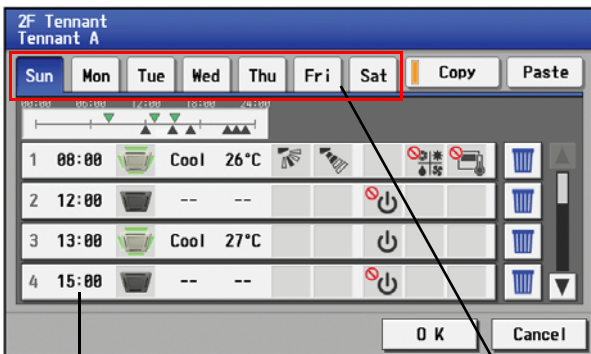 2F Tennant
Tennant A
Sun Mon Tue Wed Thu Fri Sat Copy Paste
00:00 06:00 12:00 18:00 24:00
1 08:00 Cool 26°C
2 12:00 -- --
3 13:00 Cool 27°C
4 15:00 -- --
OK Cancel